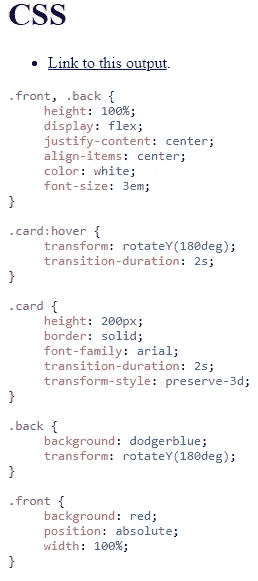 CSS
Link to this output.
.front, .back {
height: 100%;
display: flex;
justify-content: center;
align-items: center;
color: white;
font-size: 3em;
}
.card:hover {
transform: rotateY(180deg);
transition-duration: 2s;
}
.card {
height: 200px;
border: solid;
font-family: arial;
transition-duration: 2s;
transform-style: preserve-3d;
}
.back {
background: dodgerblue;
transform: rotateY(180deg);
}
.front {
background: red;
position: absolute;
width: 100%;
}